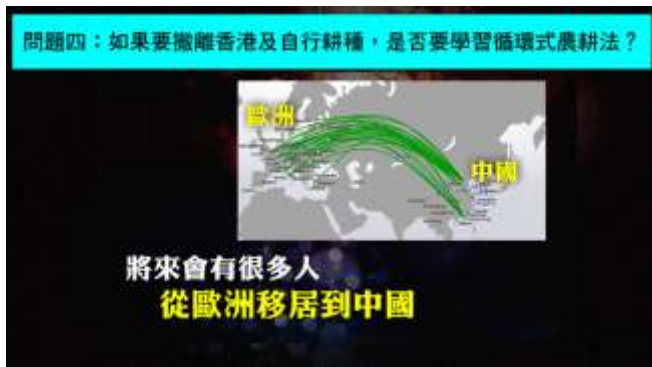 問題四：如果要撤離香港及自行耕種，是否要學習循環式農耕法？
歐洲
中國
將來會有很多人
從歐洲移居到中國